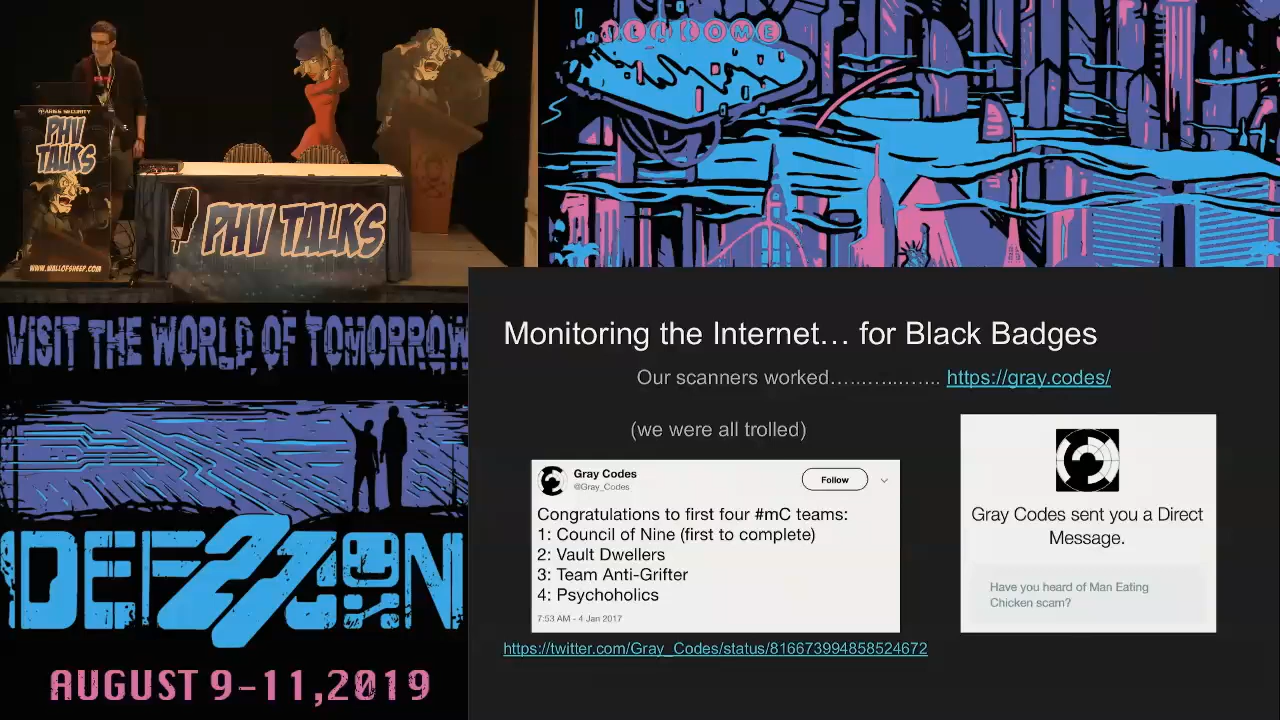 WELCOME
ARIES SECURITY
PHV
TALKS
WWW.WALLOFSHEEP.COM
PHV TALKS
VISIT THE WORLD OF TOMORROW
DEF CON
27
AUGUST 9-11,2019
Monitoring the Internet… for Black Badges
Our scanners worked…..…...……. https://gray.codes/
(we were all trolled)
Gray Codes
@Gray_Codes
Follow
Congratulations to first four #mC teams:
1: Council of Nine (first to complete)
2: Vault Dwellers
3: Team Anti-Grifter
4: Psychoholics
7:53 AM - 4 Jan 2017
https://twitter.com/Gray_Codes/status/816673994858524672
Gray Codes sent you a Direct
Message.
Have you heard of Man Eating
Chicken scam?